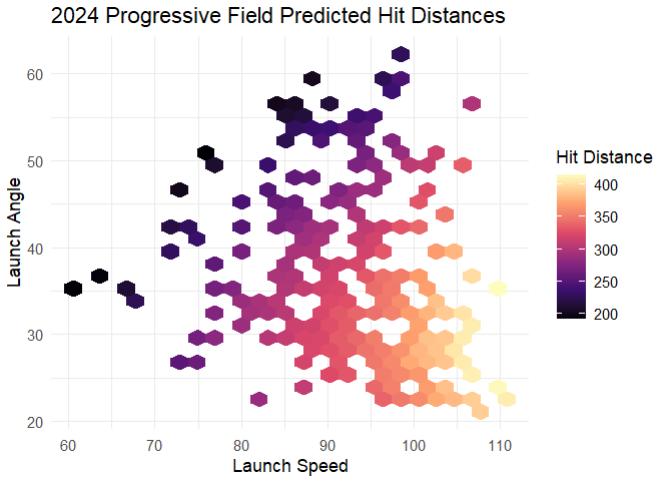 2024 Progressive Field Predicted Hit Distances
60
50
40
30
20
Launch Angle
60 70 80 90 100 110
Launch Speed
Hit Distance
400
350
300
250
200